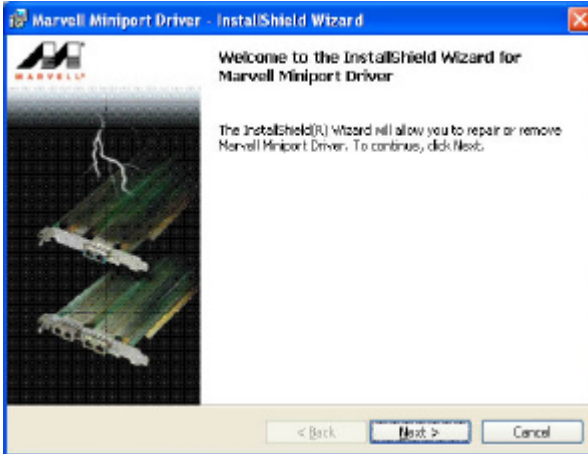 Marvell Miniport Driver - InstallShield Wizard
MARVELL
Welcome to the InstallShield Wizard for
Marvell Miniport Driver
The InstallShield(R) Wizard will allow you to repair or remove
Marvell Miniport Driver. To continue, click Next.
< Back
Next >
Cancel